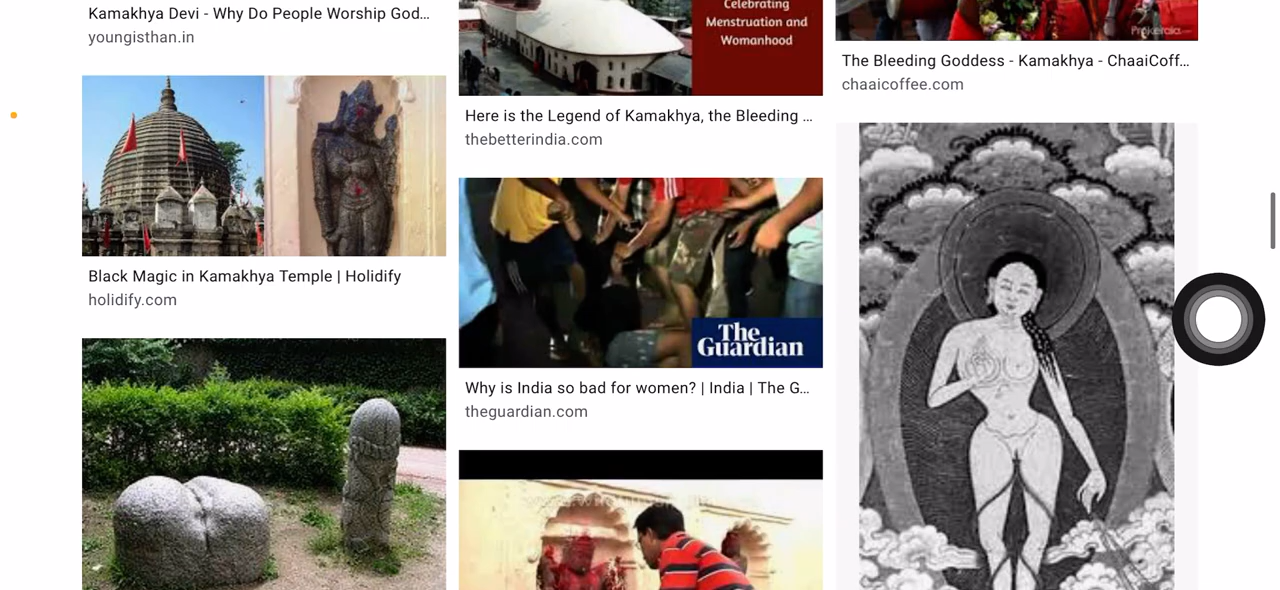 Kamakhya Devi - Why Do People Worship God...
youngisthan.in
Black Magic in Kamakhya Temple | Holidify
holidify.com
Celebrating
Menstruation and
Womanhood
Here is the Legend of Kamakhya, the Bleeding ...
thebetterindia.com
The
Guardian
Why is India so bad for women? | India | The G...
theguardian.com
Prokerala.com
The Bleeding Goddess - Kamakhya - ChaaiCoff...
chaaicoffee.com